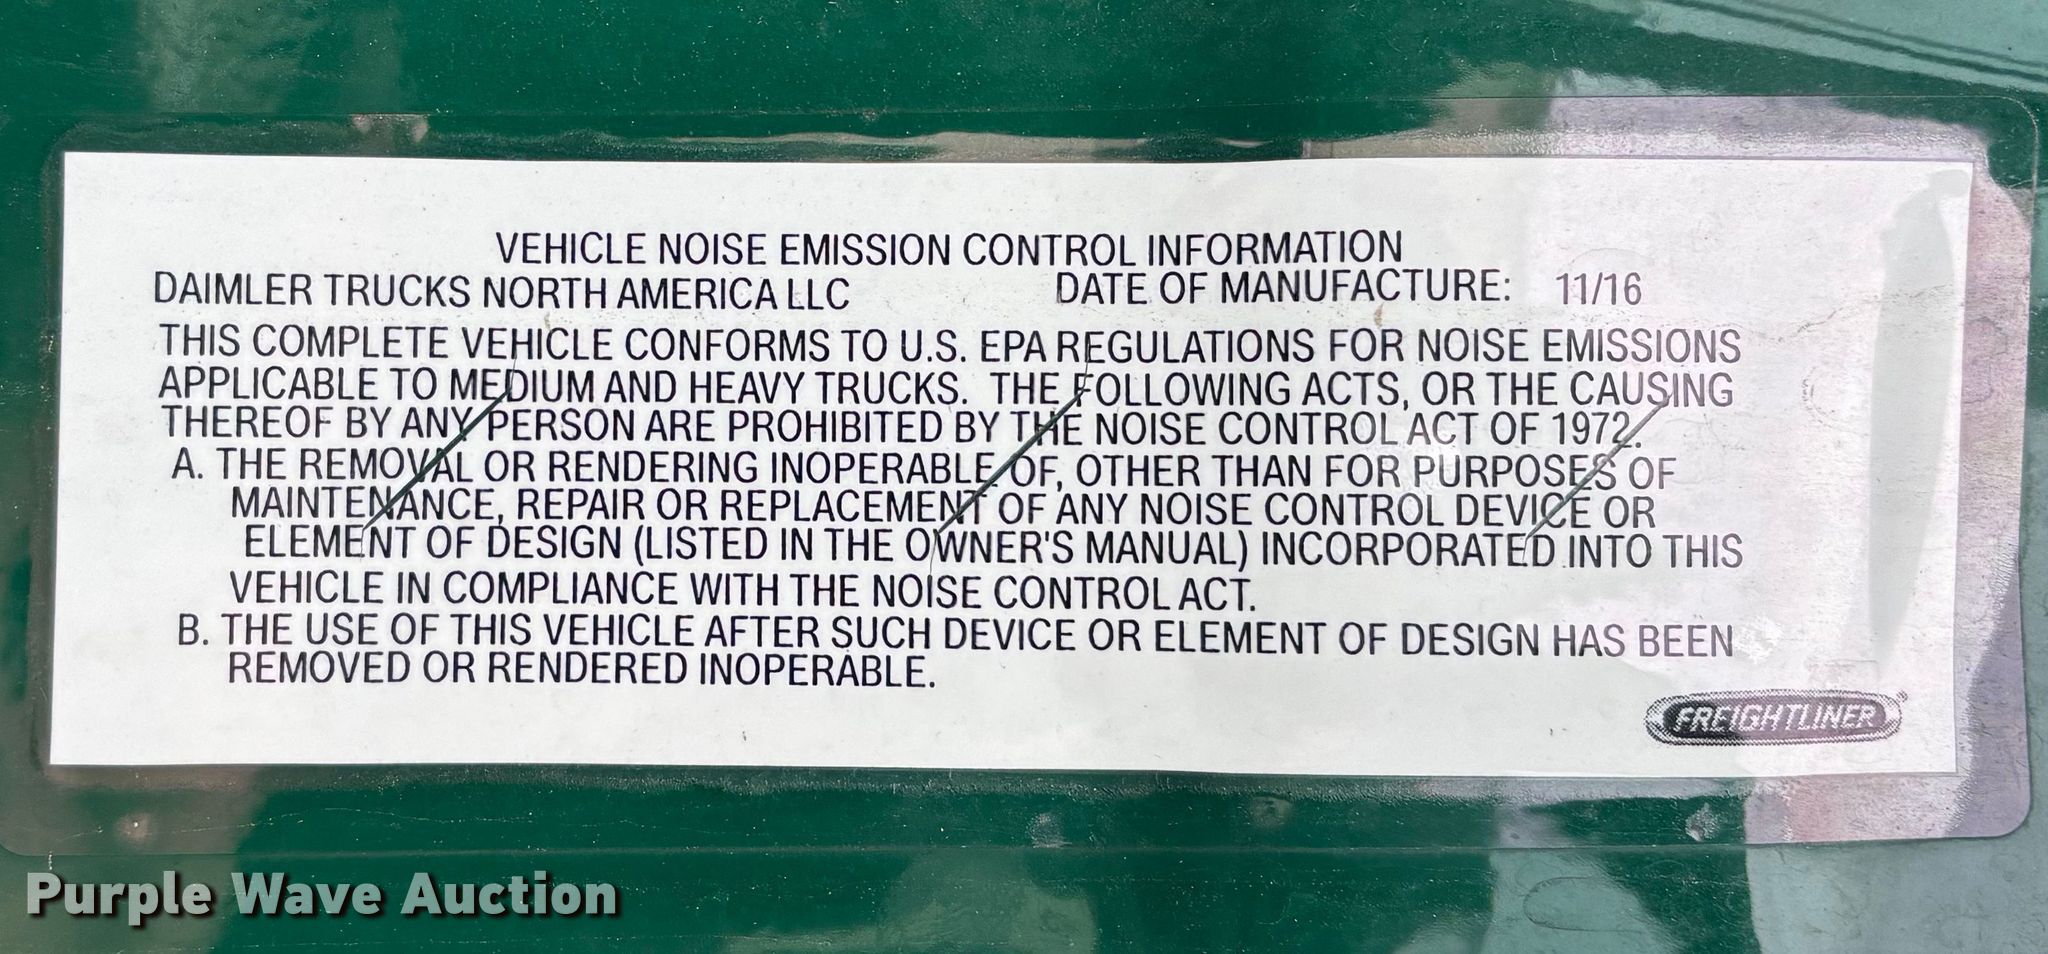 VEHICLE NOISE EMISSION CONTROL INFORMATION
DAIMLER TRUCKS NORTH AMERICA LLC DATE OF MANUFACTURE: 11/16
THIS COMPLETE VEHICLE CONFORMS TO U.S. EPA REGULATIONS FOR NOISE EMISSIONS
APPLICABLE TO MEDIUM AND HEAVY TRUCKS. THE FOLLOWING ACTS, OR THE CAUSING
THEREOF BY ANY PERSON ARE PROHIBITED BY THE NOISE CONTROL ACT OF 1972.
A. THE REMOVAL OR RENDERING INOPERABLE OF, OTHER THAN FOR PURPOSES OF
MAINTENANCE, REPAIR OR REPLACEMENT OF ANY NOISE CONTROL DEVICE OR
ELEMENT OF DESIGN (LISTED IN THE OWNER'S MANUAL) INCORPORATED INTO THIS
VEHICLE IN COMPLIANCE WITH THE NOISE CONTROL ACT.
B. THE USE OF THIS VEHICLE AFTER SUCH DEVICE OR ELEMENT OF DESIGN HAS BEEN
REMOVED OR RENDERED INOPERABLE.
FREIGHTLINER
Purple Wave Auction